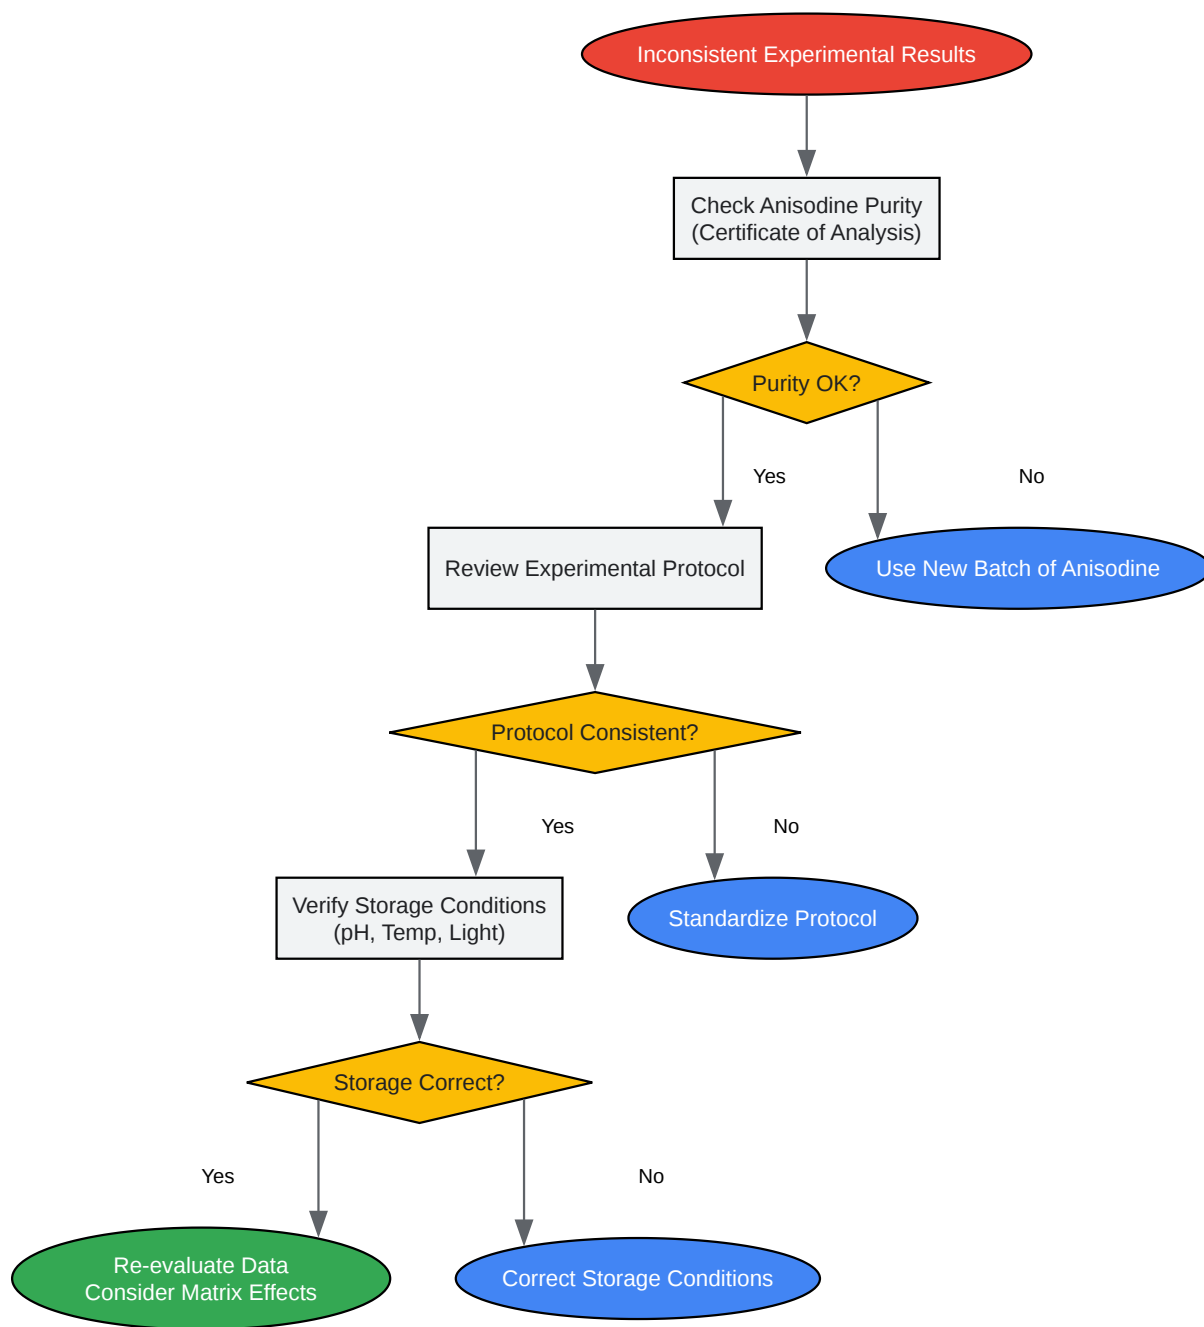 Inconsistent Experimental Results
Check Anisodine Purity
(Certificate of Analysis)
Purity OK?
Yes
No
Review Experimental Protocol
Use New Batch of Anisodine
Protocol Consistent?
Yes
No
Verify Storage Conditions
(pH, Temp, Light)
Standardize Protocol
Storage Correct?
Yes
No
Re-evaluate Data
Consider Matrix Effects
Correct Storage Conditions